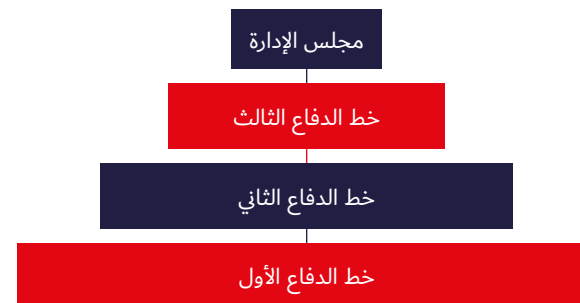 مجلس الإدارة
خط الدفاع الثالث
خط الدفاع الثاني
خط الدفاع الأول